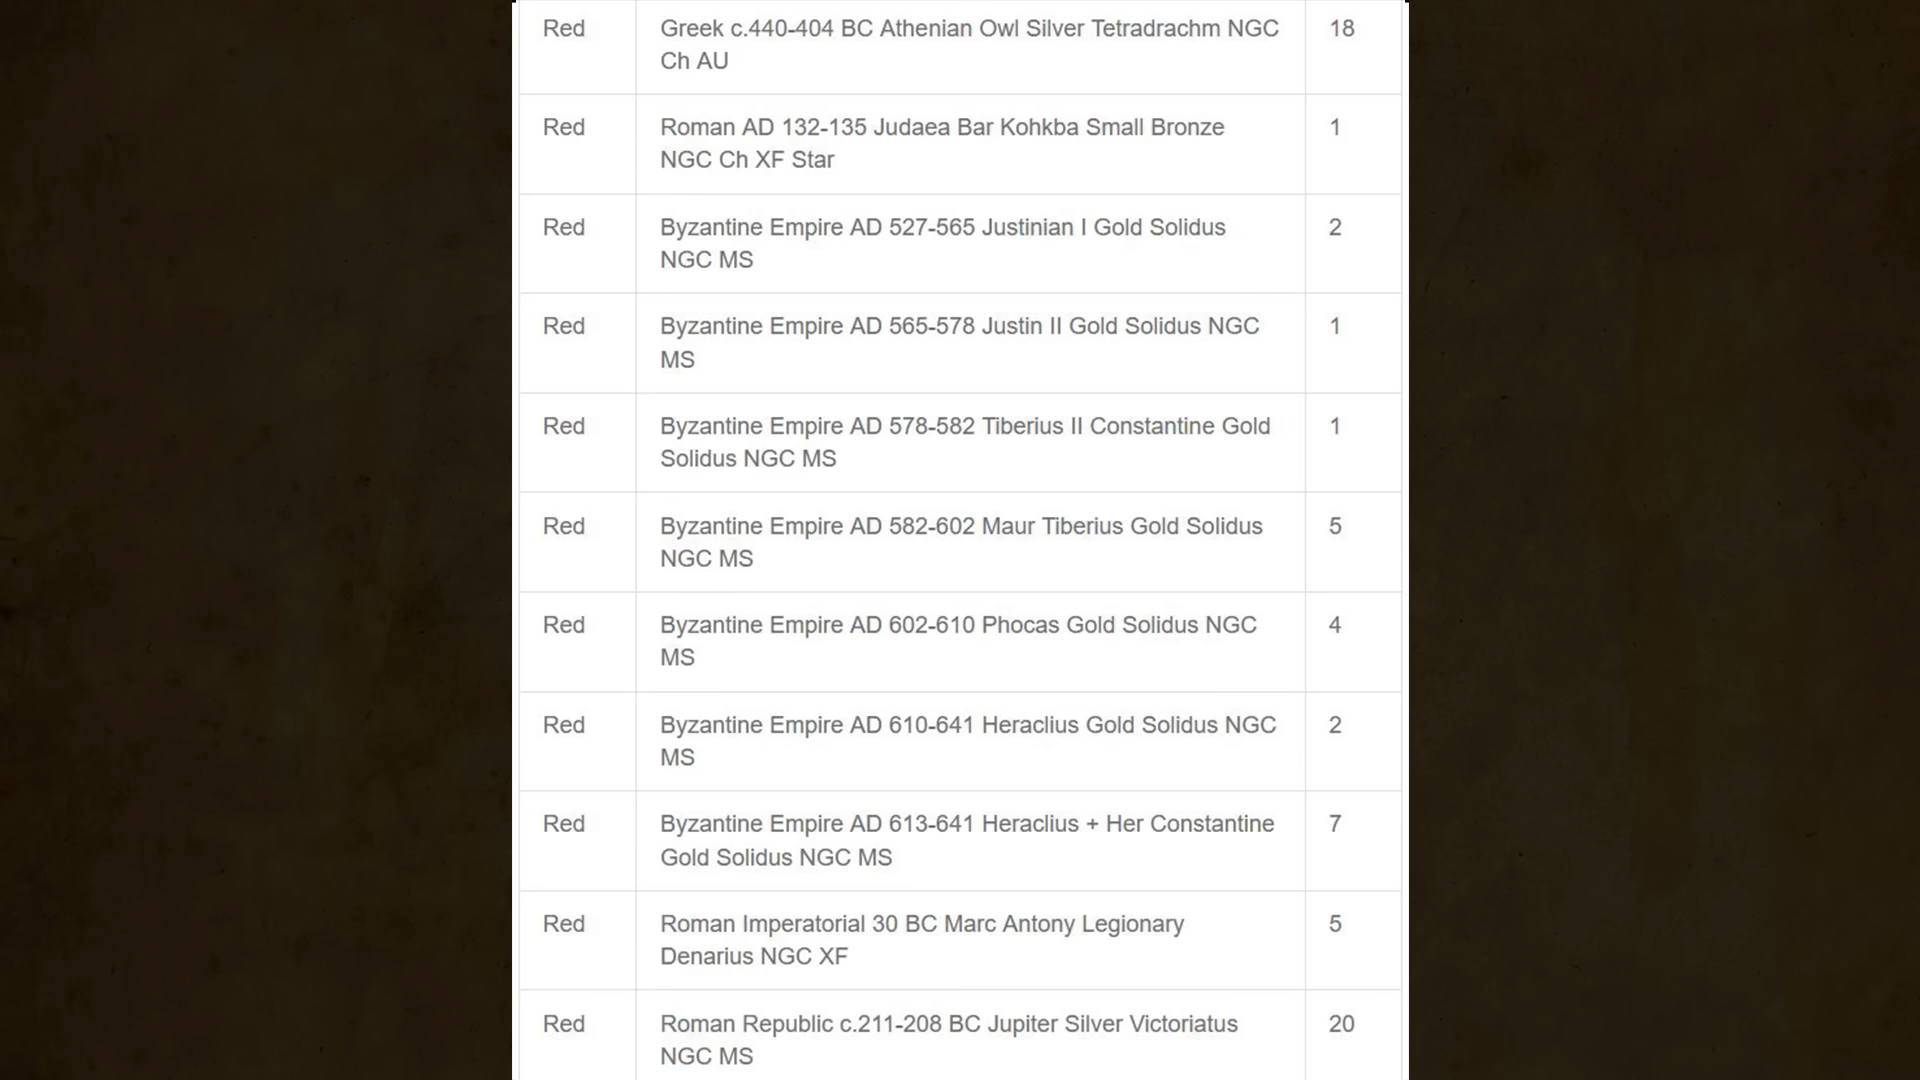 Red Greek c.440-404 BC Athenian Owl Silver Tetradrachm NGC 18
Ch AU
Red Roman AD 132-135 Judaea Bar Kohkba Small Bronze 1
NGC Ch XF Star
Red Byzantine Empire AD 527-565 Justinian I Gold Solidus 2
NGC MS
Red Byzantine Empire AD 565-578 Justin II Gold Solidus NGC 1
MS
Red Byzantine Empire AD 578-582 Tiberius II Constantine Gold 1
Solidus NGC MS
Red Byzantine Empire AD 582-602 Maur Tiberius Gold Solidus 5
NGC MS
Red Byzantine Empire AD 602-610 Phocas Gold Solidus NGC 4
MS
Red Byzantine Empire AD 610-641 Heraclius Gold Solidus NGC 2
MS
Red Byzantine Empire AD 613-641 Heraclius + Her Constantine 7
Gold Solidus NGC MS
Red Roman Imperatorial 30 BC Marc Antony Legionary 5
Denarius NGC XF
Red Roman Republic c.211-208 BC Jupiter Silver Victoriatus 20
NGC MS